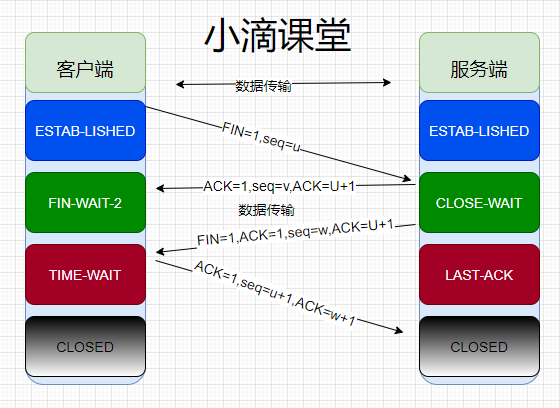 小滴课堂
客户端
服务端
数据传输
ESTAB-LISHED
ESTAB-LISHED
FIN=1,seq=u
ACK=1,seq=v,ACK=U+1
FIN-WAIT-2
CLOSE-WAIT
数据传输
FIN=1,ACK=1,seq=w,ACK=U+1
TIME-WAIT
LAST-ACK
ACK=1,seq=u+1,ACK=w+1
CLOSED
CLOSED